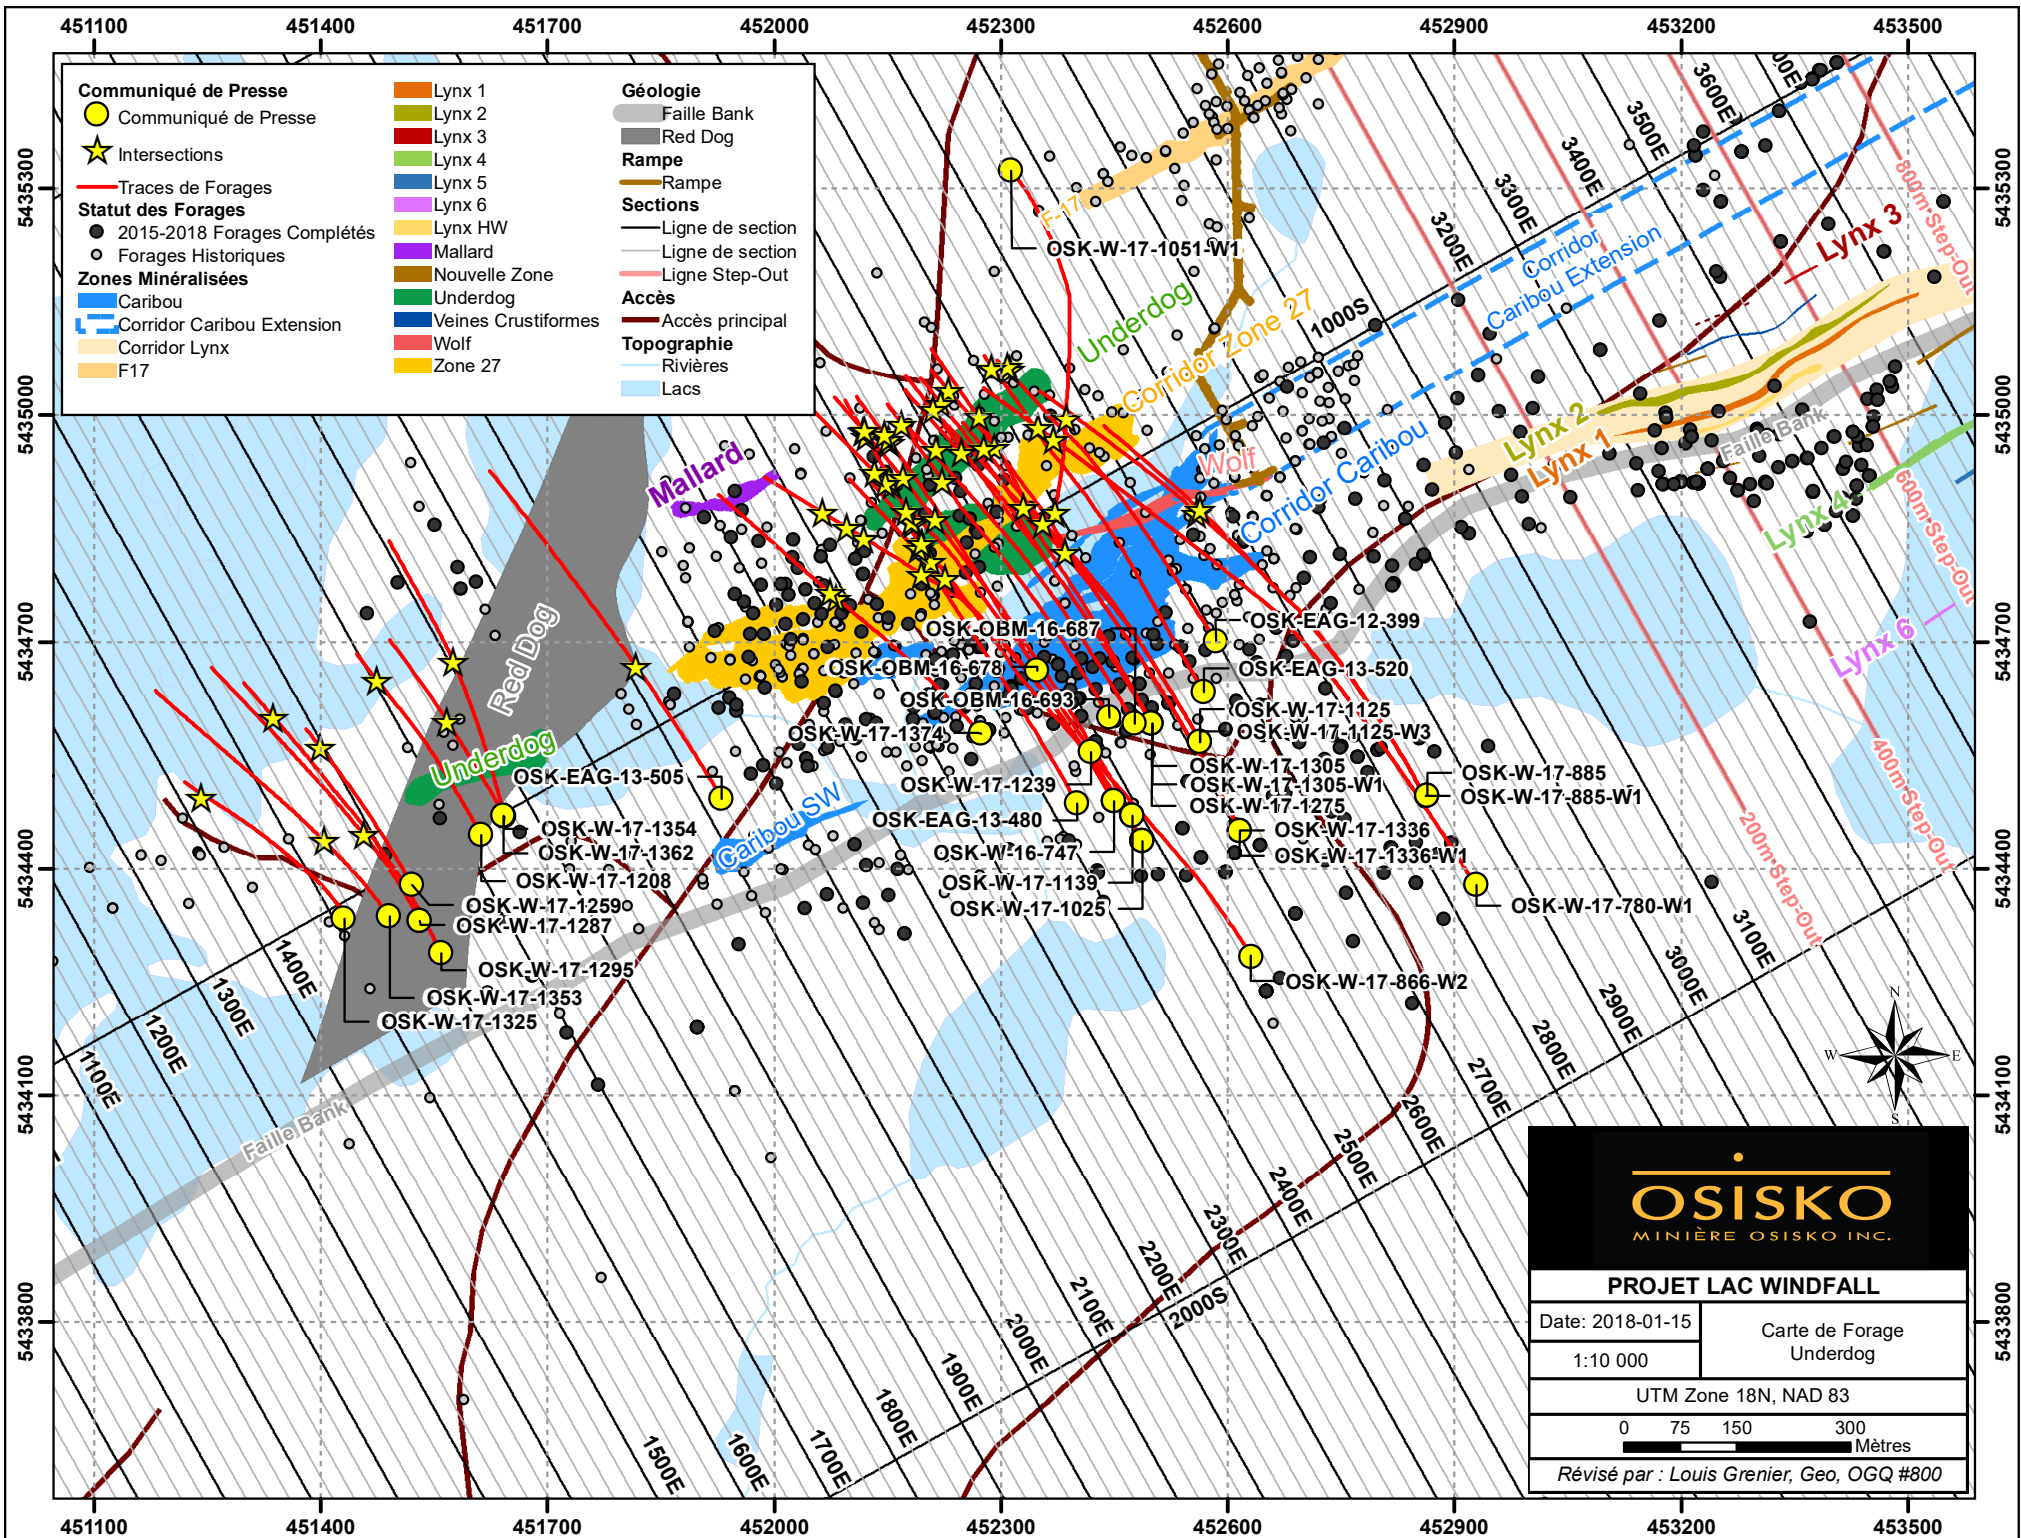 451100 451400 451700 452000 452300 452600 452900 453200 453500
5435300
5435000
5434700
5434400
5434100
5433800
5435300
5435000
5434700
5434400
5434100
5433800
Communiqué de Presse
Communiqué de Presse
Intersections
Traces de Forages
Statut des Forages
2015-2018 Forages Complétés
Forages Historiques
Zones Minéralisées
Caribou
Corridor Caribou Extension
Corridor Lynx
F17
Lynx 1
Lynx 2
Lynx 3
Lynx 4
Lynx 5
Lynx 6
Lynx HW
Mallard
Nouvelle Zone
Underdog
Veines Crustiformes
Wolf
Zone 27
Géologie
Faille Bank
Red Dog
Rampe
Rampe
Sections
Ligne de section
Ligne de section
Ligne Step-Out
Accès
Accès principal
Topographie
Rivières
Lacs
3600E
3500E
3400E
3300E
3200E
800m Step-Out
600m Step-Out
400m Step-Out
200m Step-Out
F-17
OSK-W-17-1051-W1
Underdog
Corridor Zone 27
1000S
Corridor
Caribou Extension
Lynx 3
Lynx 2
Lynx 1
Faille Bank
Lynx 4
Lynx 6
Mallard
Wolf
Corridor Caribou
Red Dog
Underdog
Caribou SW
OSK-OBM-16-687
OSK-EAG-12-399
OSK-OBM-16-678
OSK-EAG-13-520
OSK-OBM-16-693
OSK-W-17-1125
OSK-W-17-1374
OSK-W-17-1125-W3
OSK-EAG-13-505
OSK-W-17-1239
OSK-W-17-1305
OSK-W-17-1305-W1
OSK-W-17-1275
OSK-W-17-885
OSK-W-17-885-W1
OSK-EAG-13-480
OSK-W-17-1354
OSK-W-17-1362
OSK-W-16-747
OSK-W-17-1336
OSK-W-17-1336-W1
OSK-W-17-1208
OSK-W-17-1139
OSK-W-17-1259
OSK-W-17-1025
OSK-W-17-780-W1
OSK-W-17-1287
OSK-W-17-1295
OSK-W-17-866-W2
OSK-W-17-1353
OSK-W-17-1325
Faille Bank
1100E
1200E
1300E
1400E
1500E
1600E
1700E
1800E
1900E
2000E
2100E
2200E
2300E
2400E
2500E
2600E
2700E
2800E
2900E
3000E
3100E
2000S
N
W E
S
OSISKO
MINIÈRE OSISKO INC.
PROJET LAC WINDFALL
Date: 2018-01-15
1:10 000
Carte de Forage
Underdog
UTM Zone 18N, NAD 83
0 75 150 300
Mètres
Révisé par : Louis Grenier, Geo, OGQ #800
451100 451400 451700 452000 452300 452600 452900 453200 453500